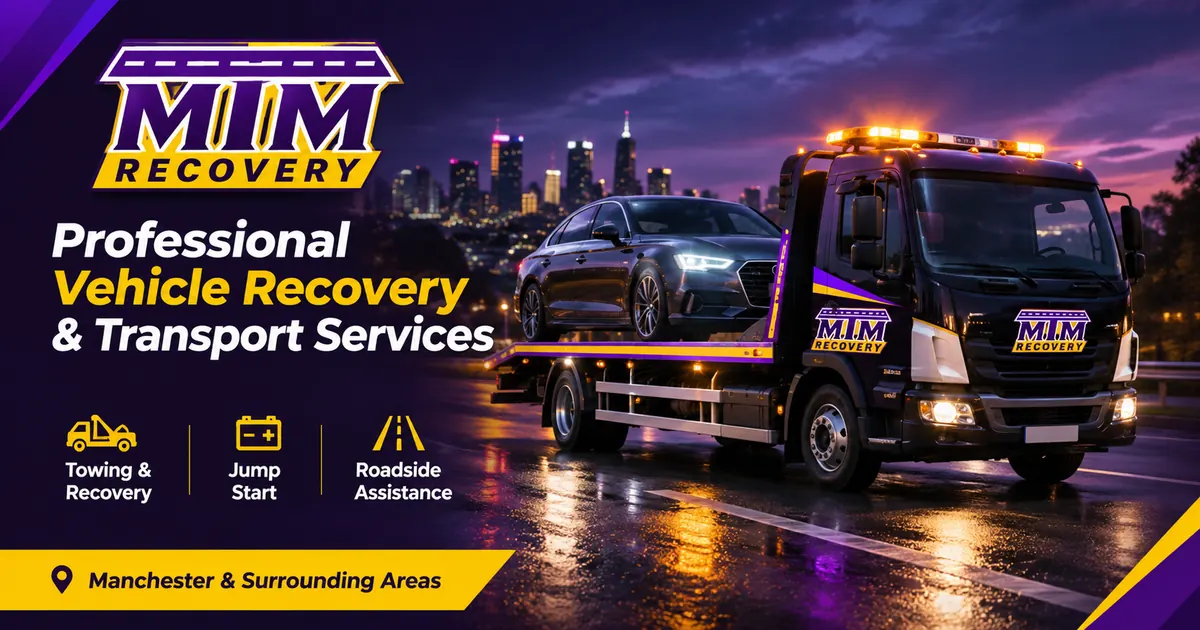 MTM
RECOVERY
Professional
Vehicle Recovery
& Transport Services
Towing &
Recovery
Jump
Start
Roadside
Assistance
Manchester & Surrounding Areas
MTM
RECOVERY
MTM
RECOVERY